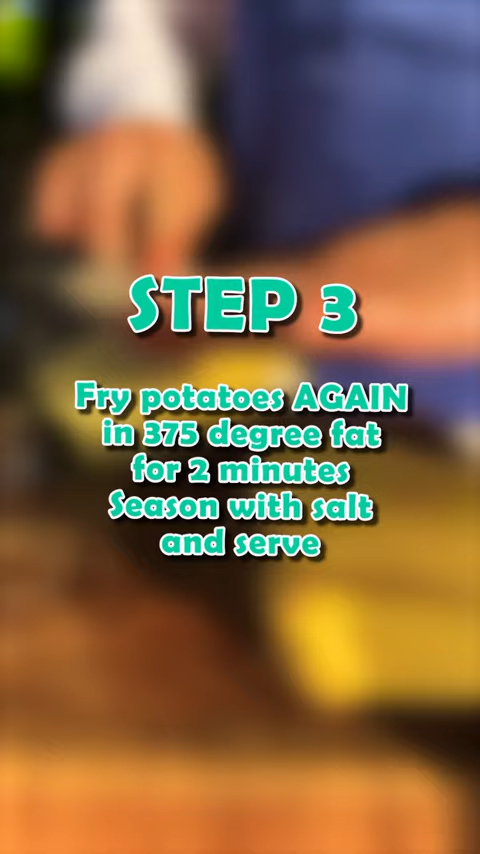 STEP 3
Fry potatoes AGAIN
in 375 degree fat
for 2 minutes
Season with salt
and serve